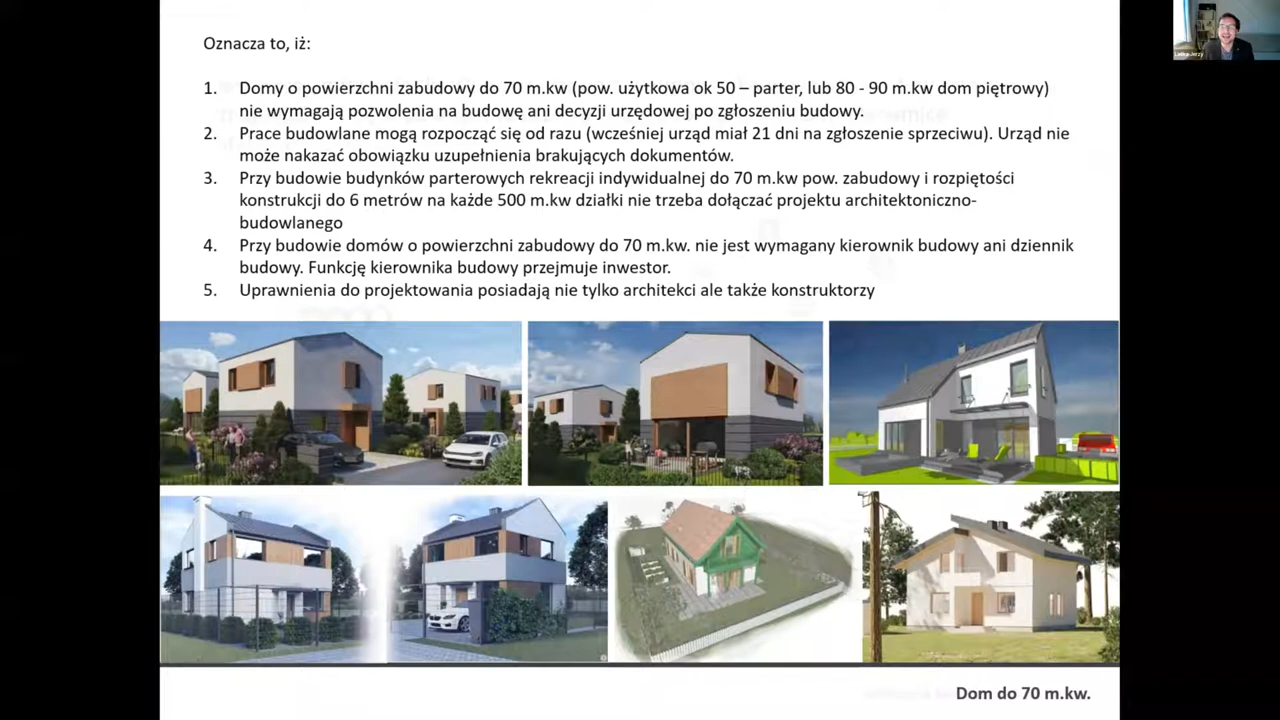 Oznacza to, iż:
1. Domy o powierzchni zabudowy do 70 m.kw (pow. użytkowa ok 50 – parter, lub 80 - 90 m.kw dom piętrowy)
nie wymagają pozwolenia na budowę ani decyzji urzędowej po zgłoszeniu budowy.
2. Prace budowlane mogą rozpocząć się od razu (wcześniej urząd miał 21 dni na zgłoszenie sprzeciwu). Urząd nie
może nakazać obowiązku uzupełnienia brakujących dokumentów.
3. Przy budowie budynków parterowych rekreacji indywidualnej do 70 m.kw pow. zabudowy i rozpiętości
konstrukcji do 6 metrów na każde 500 m.kw działki nie trzeba dołączać projektu architektoniczno-
budowlanego
4. Przy budowie domów o powierzchni zabudowy do 70 m.kw. nie jest wymagany kierownik budowy ani dziennik
budowy. Funkcję kierownika budowy przejmuje inwestor.
5. Uprawnienia do projektowania posiadają nie tylko architekci ale także konstruktorzy
Dom do 70 m.kw.